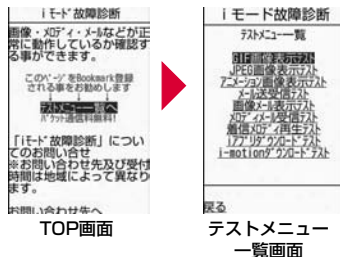 iモード故障診断
画像・メロディ・メールなどが正
常に動作しているか確認す
る事ができます。
このページをBookmark登録
される事をお勧めします
↓ ↓ ↓
テストメニュー一覧へ
パケット通信料無料!
「iモード故障診断」につい
てのお問い合せ
※お問い合わせ先及び受付
時間は地域によって異なり
ます。
お問い合わせ先へ
TOP画面
iモード故障診断
テストメニュー一覧
GIF画像表示テスト
JPEG画像表示テスト
アニメーション画像表示テスト
メール送受信テスト
画像メール表示テスト
メロディメール受信テスト
着信メロディ再生テスト
iアプリダウンロードテスト
i-motionダウンロードテスト
戻る
テストメニュー
一覧画面